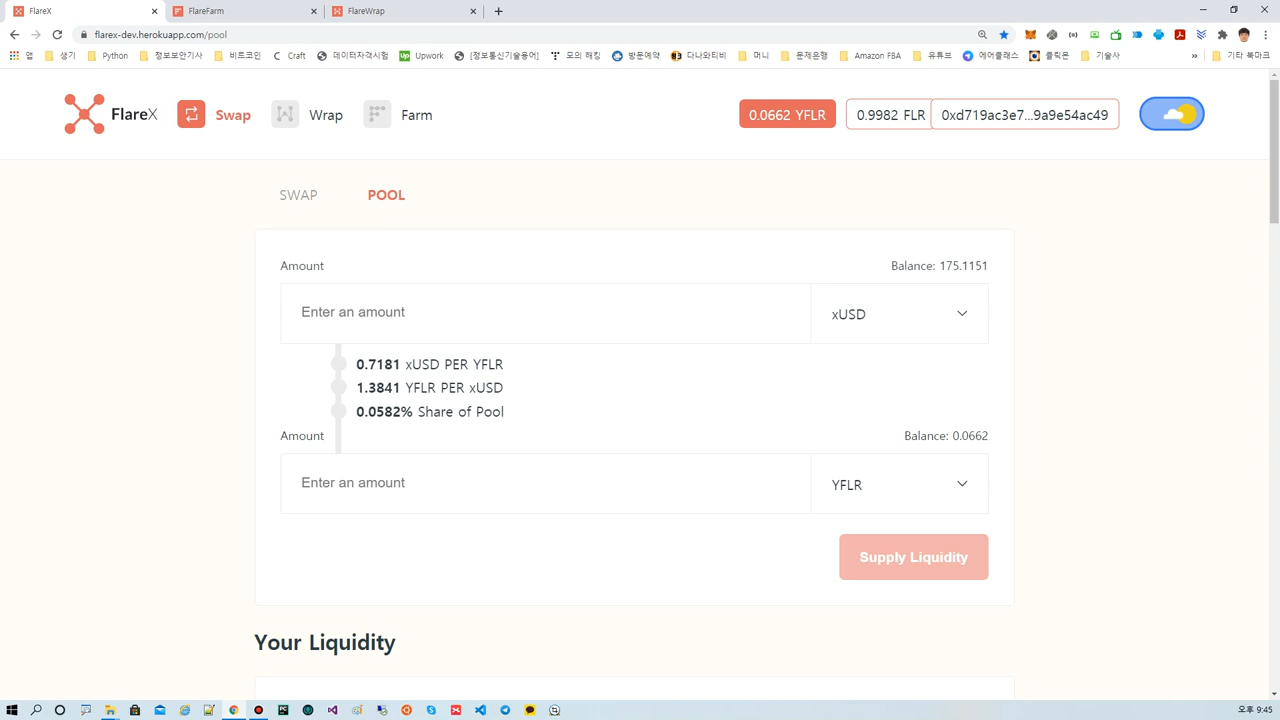 FlareX
FlareFarm
FlareWrap
flarex-dev.herokuapp.com/pool
앱
생기
Python
정보보안기사
비트코인
Craft
데이터자격시험
Upwork
[정보통신기술용어]
모의 해킹
방문예약
다나와티비
머니
문제은행
Amazon FBA
유튜브
에어클래스
클릭몬
기술사
»
기타 북마크
FlareX
Swap
Wrap
Farm
0.0662 YFLR
0.9982 FLR
0xd719ac3e7...9a9e54ac49
SWAP
POOL
Amount
Balance: 175.1151
Enter an amount
xUSD
0.7181 xUSD PER YFLR
1.3841 YFLR PER xUSD
0.0582% Share of Pool
Amount
Balance: 0.0662
Enter an amount
YFLR
Supply Liquidity
Your Liquidity
오후 9:45